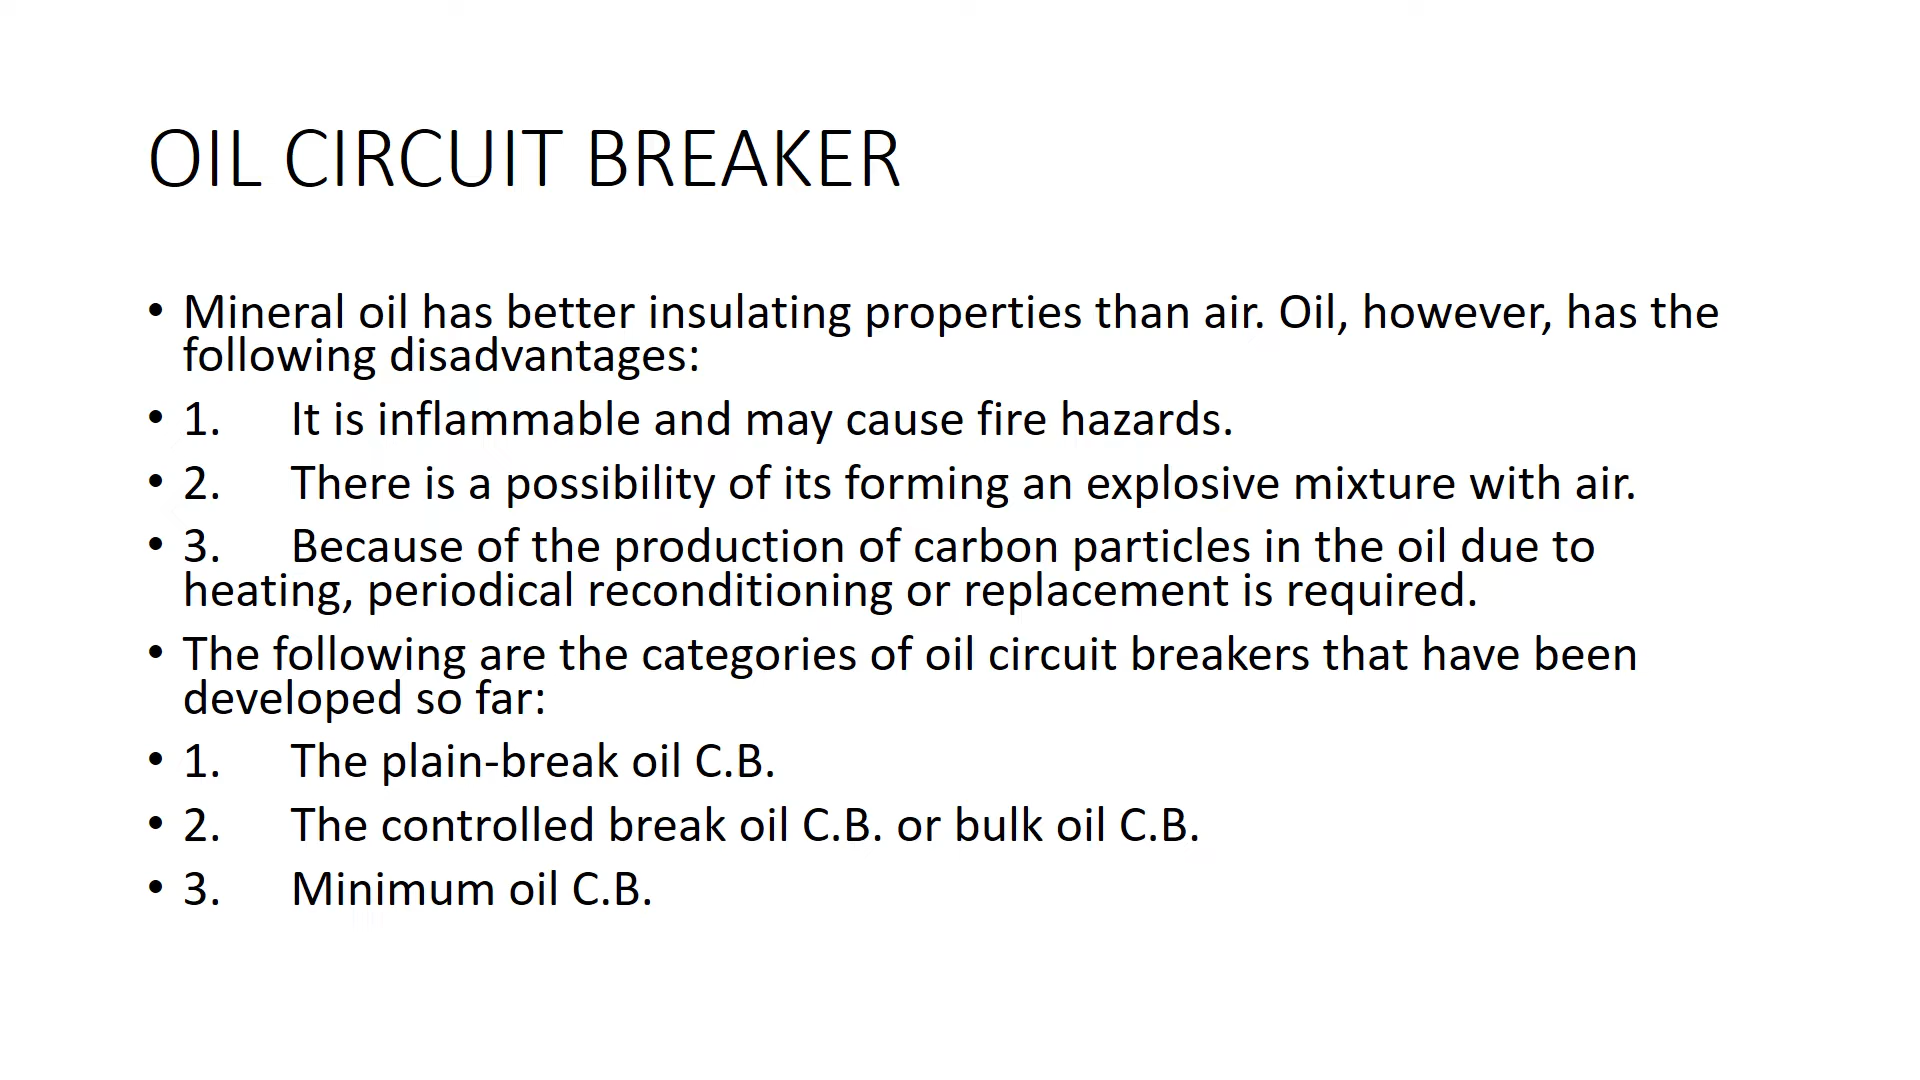 OIL CIRCUIT BREAKER
• Mineral oil has better insulating properties than air. Oil, however, has the
following disadvantages:
• 1. It is inflammable and may cause fire hazards.
• 2. There is a possibility of its forming an explosive mixture with air.
• 3. Because of the production of carbon particles in the oil due to
heating, periodical reconditioning or replacement is required.
• The following are the categories of oil circuit breakers that have been
developed so far:
• 1. The plain-break oil C.B.
• 2. The controlled break oil C.B. or bulk oil C.B.
• 3. Minimum oil C.B.